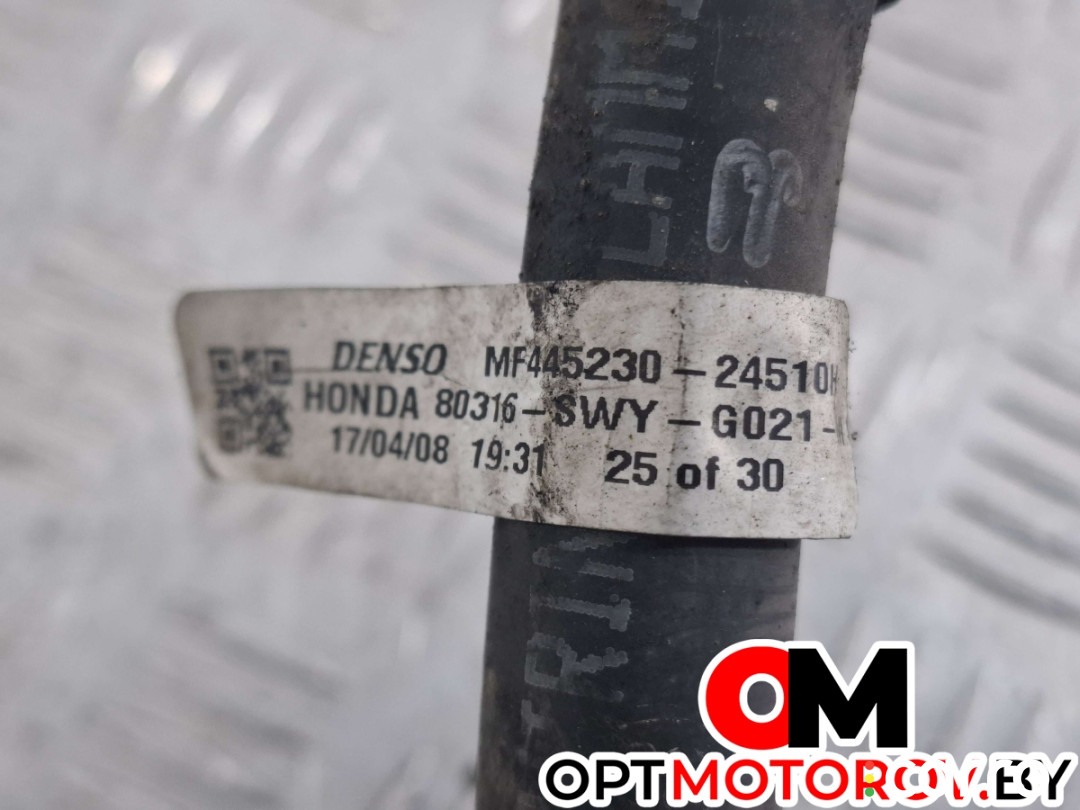 DENSO MF445230-24510
HONDA 80316-SWY-G021-
17/04/08 19:31 25 of 30
OM
OPTMOTOROV.BY